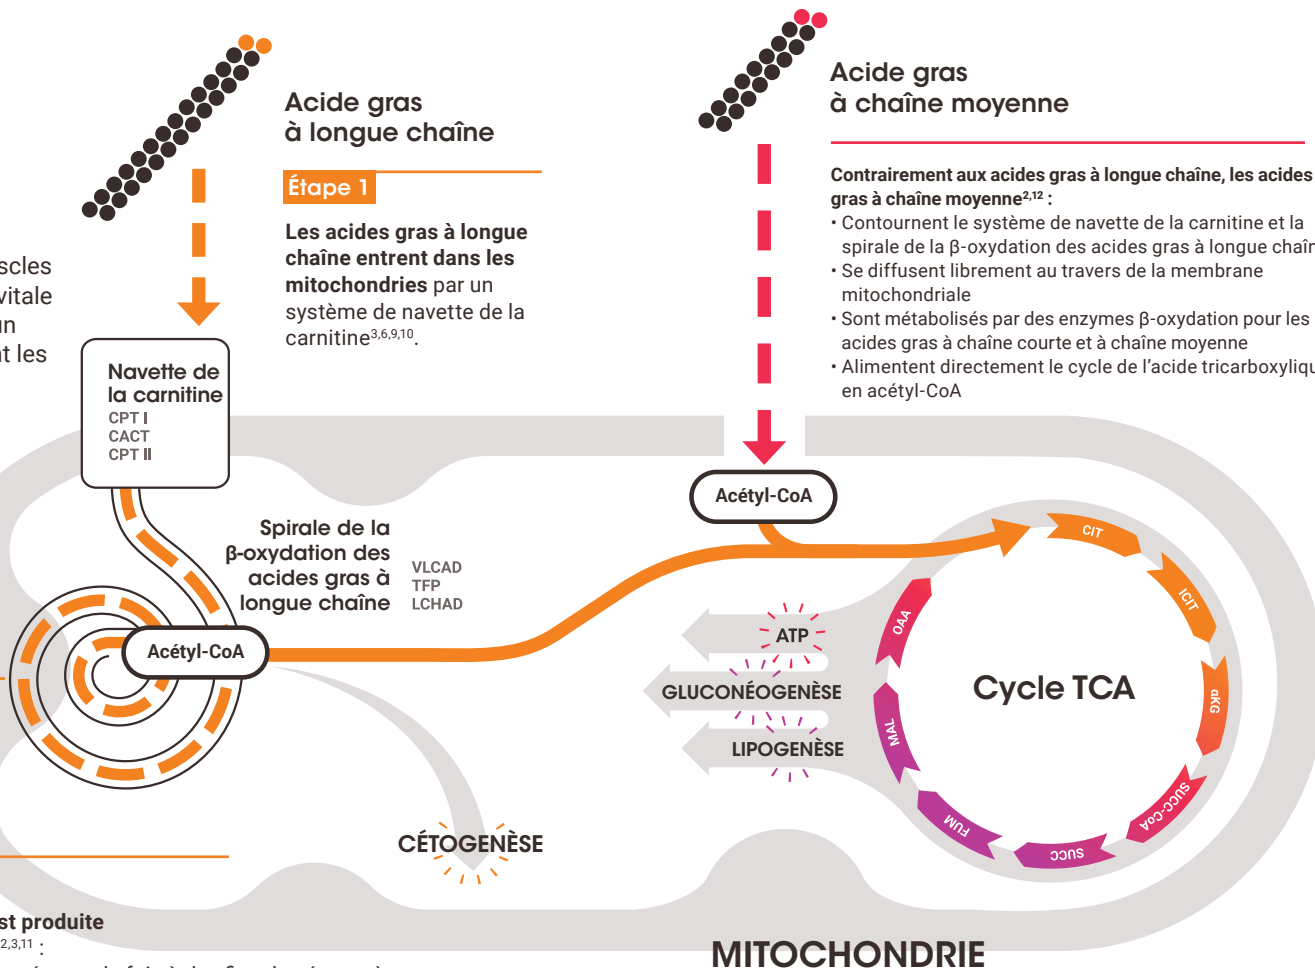 Acide gras
à longue chaîne
Étape 1
Les acides gras à longue
chaîne entrent dans les
mitochondries par un
système de navette de la
carnitine3,6,9,10.
Acide gras
à chaîne moyenne
Contrairement aux acides gras à longue chaîne, les acides
gras à chaîne moyenne2,12 :
• Contournent le système de navette de la carnitine et la
spirale de la β-oxydation des acides gras à longue chaîn
• Se diffusent librement au travers de la membrane
mitochondriale
• Sont métabolisés par des enzymes β-oxydation pour les
acides gras à chaîne courte et à chaîne moyenne
• Alimentent directement le cycle de l'acide tricarboxyliqu
en acétyl-CoA
scles
vitale
un
nt les
Navette de
la carnitine
CPT I
CACT
CPT II
Spirale de la
β-oxydation des
acides gras à
longue chaîne
VLCAD
TFP
LCHAD
Acétyl-CoA
Acétyl-CoA
ATP
GLUCONÉOGENÈSE
LIPOGENÈSE
CÉTOGENÈSE
Cycle TCA
CIT
ICIT
αKG
SUCC-CoA
SUCC
FUM
MAL
OAA
st produite
2,3,11 :
MITOCHONDRIE